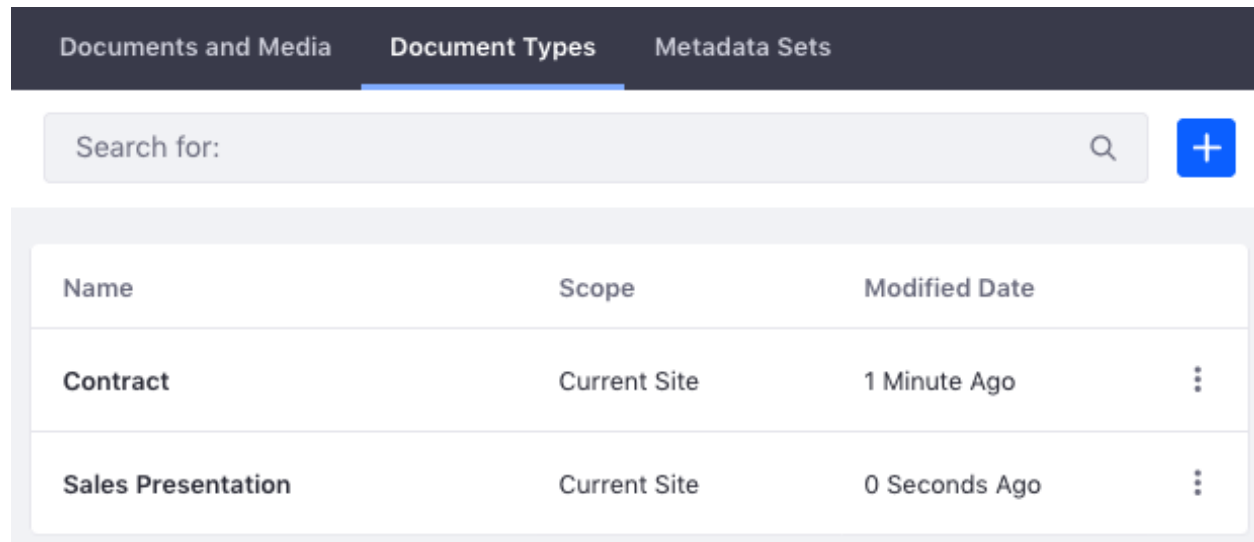 Documents and Media Document Types Metadata Sets
Search for:
Name Scope Modified Date
Contract Current Site 1 Minute Ago
Sales Presentation Current Site 0 Seconds Ago